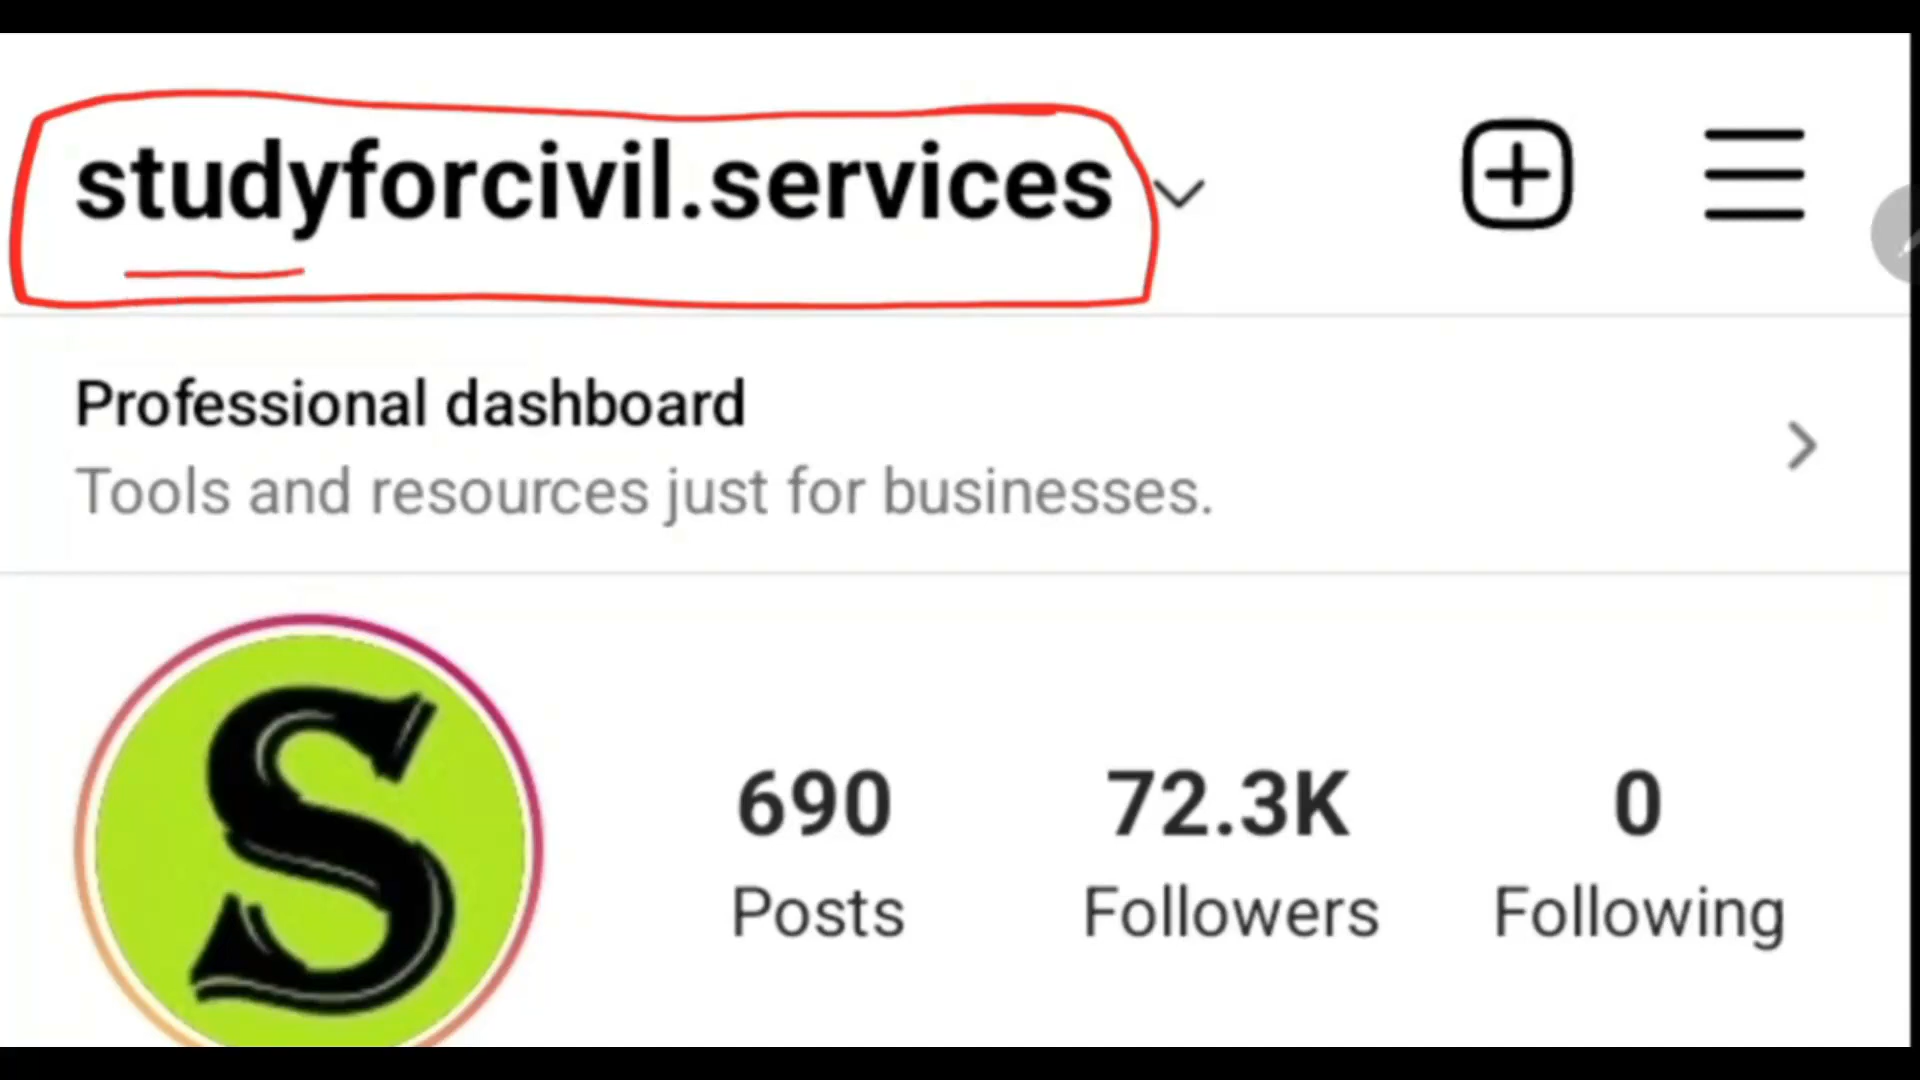 studyforcivil.services
Professional dashboard
Tools and resources just for businesses.
S
690 72.3K 0
Posts Followers Following